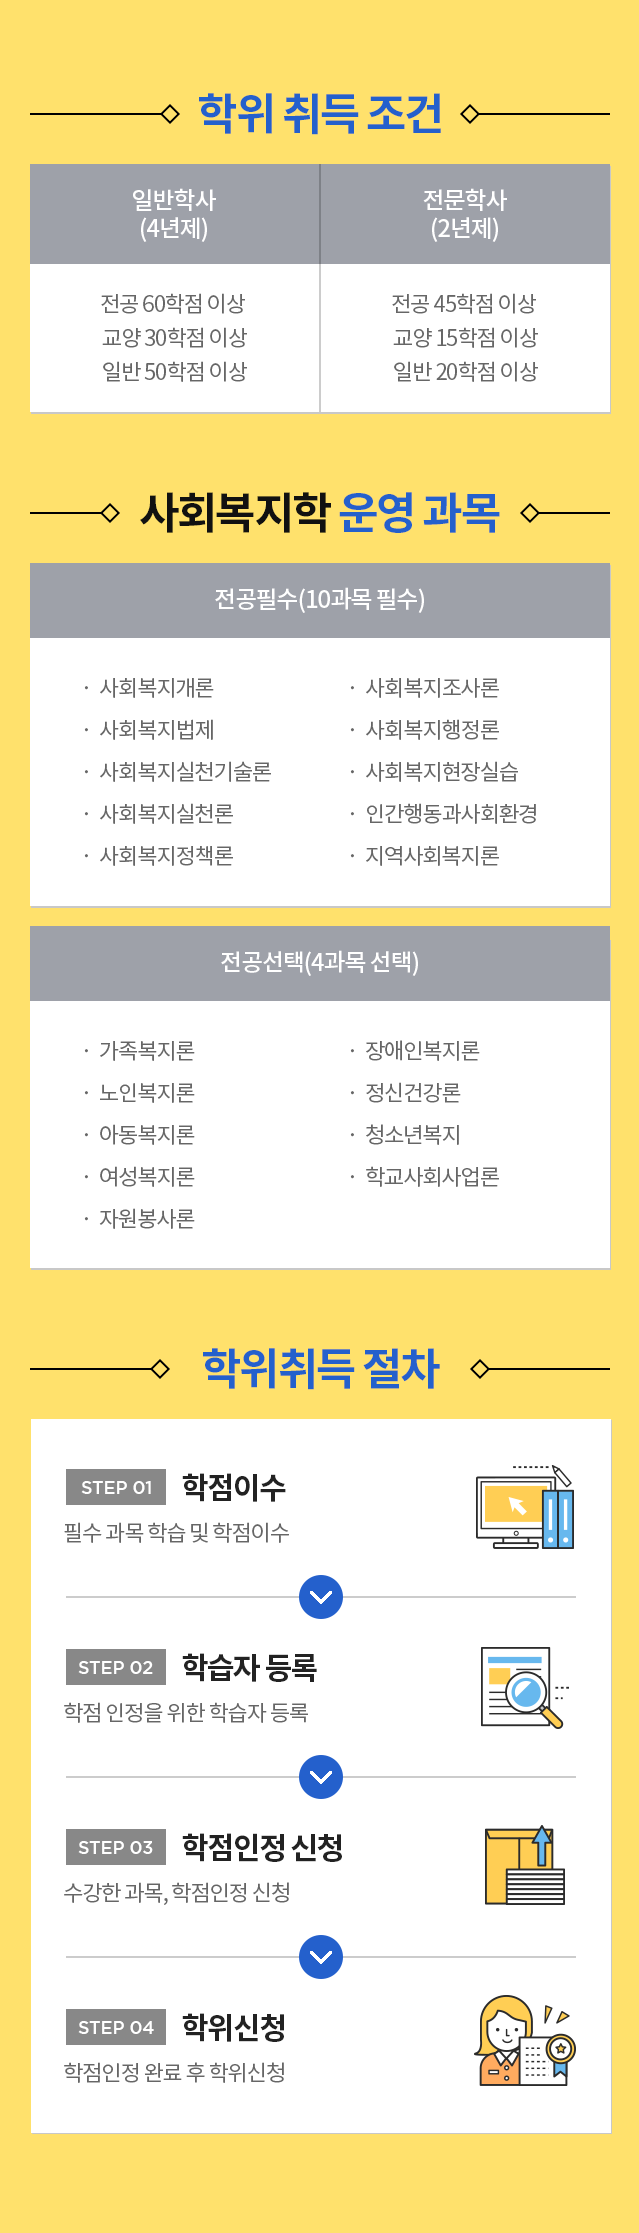 학위 취득 조건
일반학사
(4년제)
전문학사
(2년제)
전공 60학점 이상
교양 30학점 이상
일반 50학점 이상
전공 45학점 이상
교양 15학점 이상
일반 20학점 이상
사회복지학 운영 과목
전공필수(10과목 필수)
· 사회복지개론
· 사회복지법제
· 사회복지실천기술론
· 사회복지실천론
· 사회복지정책론
· 사회복지조사론
· 사회복지행정론
· 사회복지현장실습
· 인간행동과사회환경
· 지역사회복지론
전공선택(4과목 선택)
· 가족복지론
· 노인복지론
· 아동복지론
· 여성복지론
· 자원봉사론
· 장애인복지론
· 정신건강론
· 청소년복지
· 학교사회사업론
학위취득 절차
STEP 01 학점이수
필수 과목 학습 및 학점이수
STEP 02 학습자 등록
학점 인정을 위한 학습자 등록
STEP 03 학점인정 신청
수강한 과목, 학점인정 신청
STEP 04 학위신청
학점인정 완료 후 학위신청